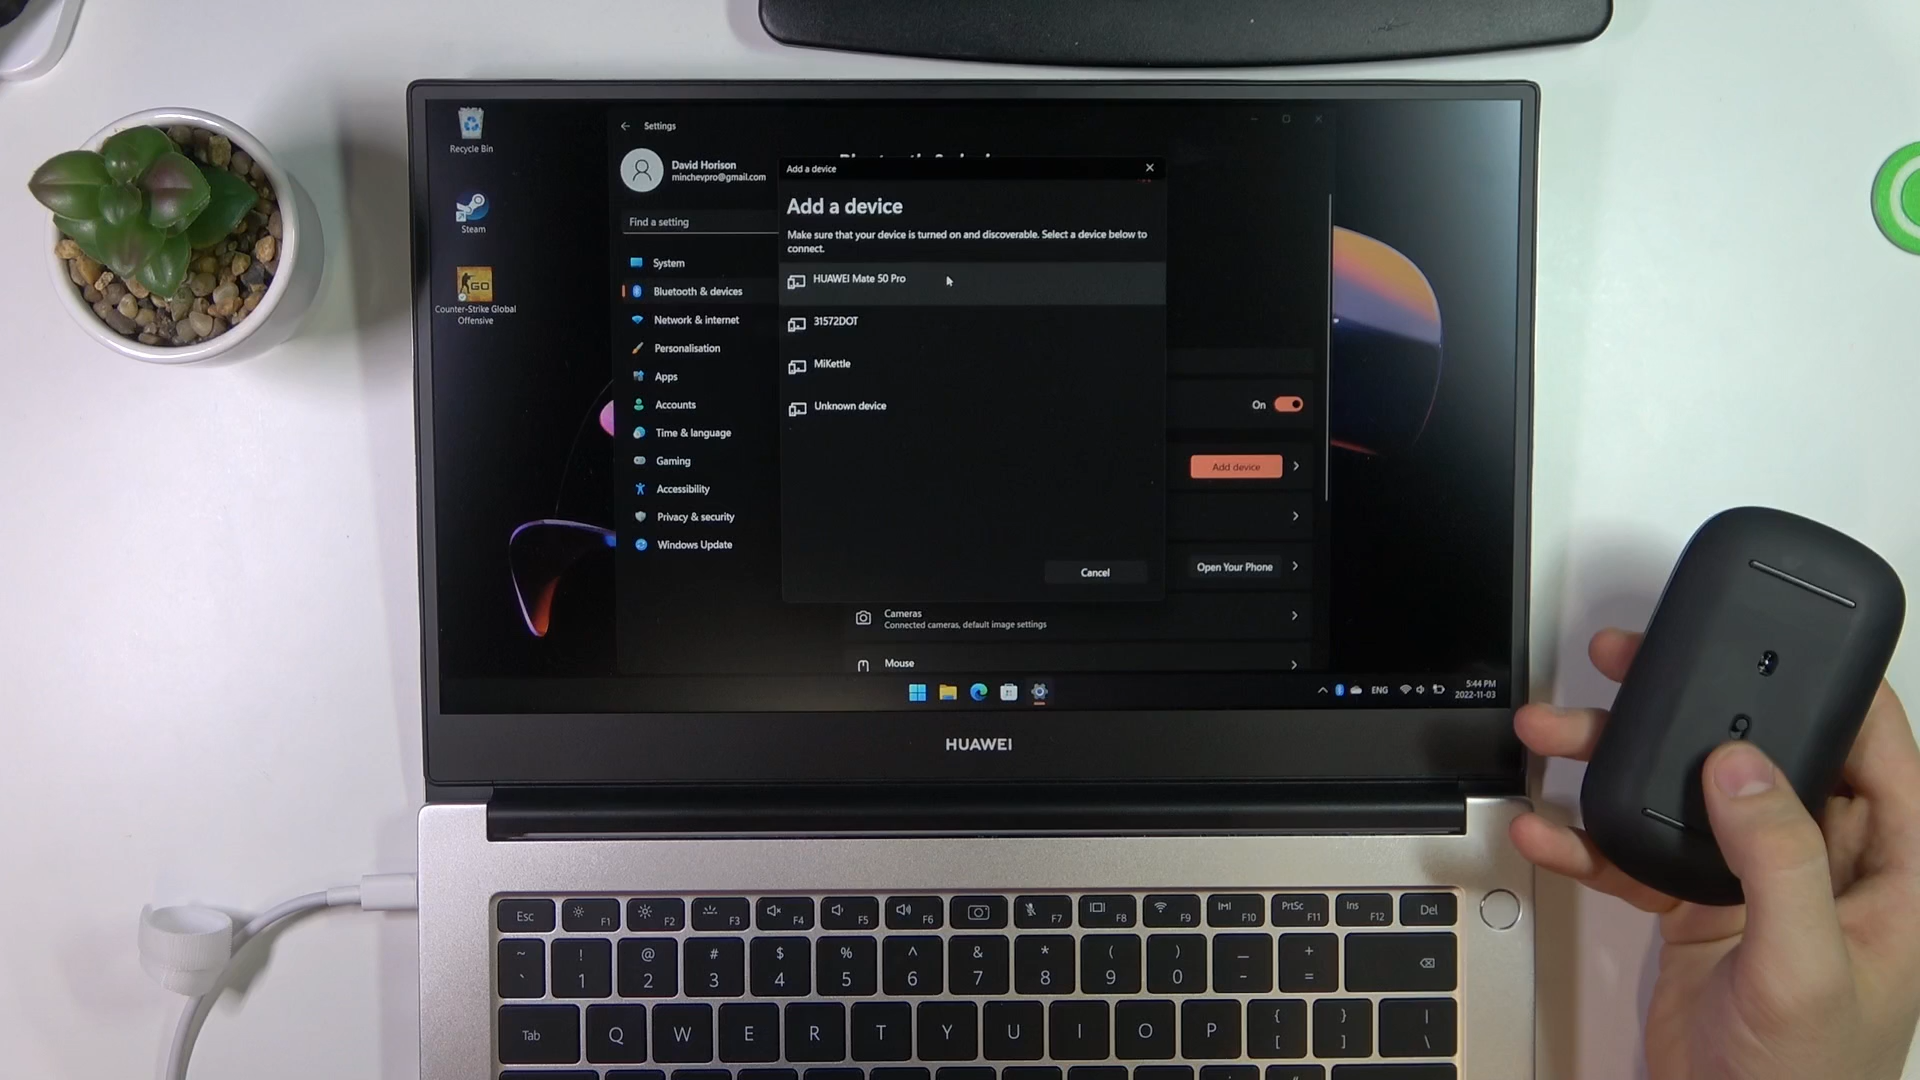 Recycle Bin
Steam
Counter-Strike Global
Offensive
Settings
David Horison
minchevpro@gmail.com
Find a setting
System
Bluetooth & devices
Network & internet
Personalisation
Apps
Accounts
Time & language
Gaming
Accessibility
Privacy & security
Windows Update
Add a device
Add a device
Make sure that your device is turned on and discoverable. Select a device below to
connect.
HUAWEI Mate 50 Pro
31572DOT
MiKettle
Unknown device
Cancel
On
Add device
Open Your Phone
Cameras
Connected cameras, default image settings
Mouse
ENG
5:44 PM
2022-11-03
HUAWEI
Esc F1 F2 F3 F4 F5 F6 F7 F8 F9 F10 PrtSc F11 Ins F12 Del
~ ` ! 1 @ 2 # 3 $ 4 % 5 ^ 6 & 7 * 8 ( 9 ) 0 _ - + =
Tab Q W E R T Y U I O P { [ } ] | \